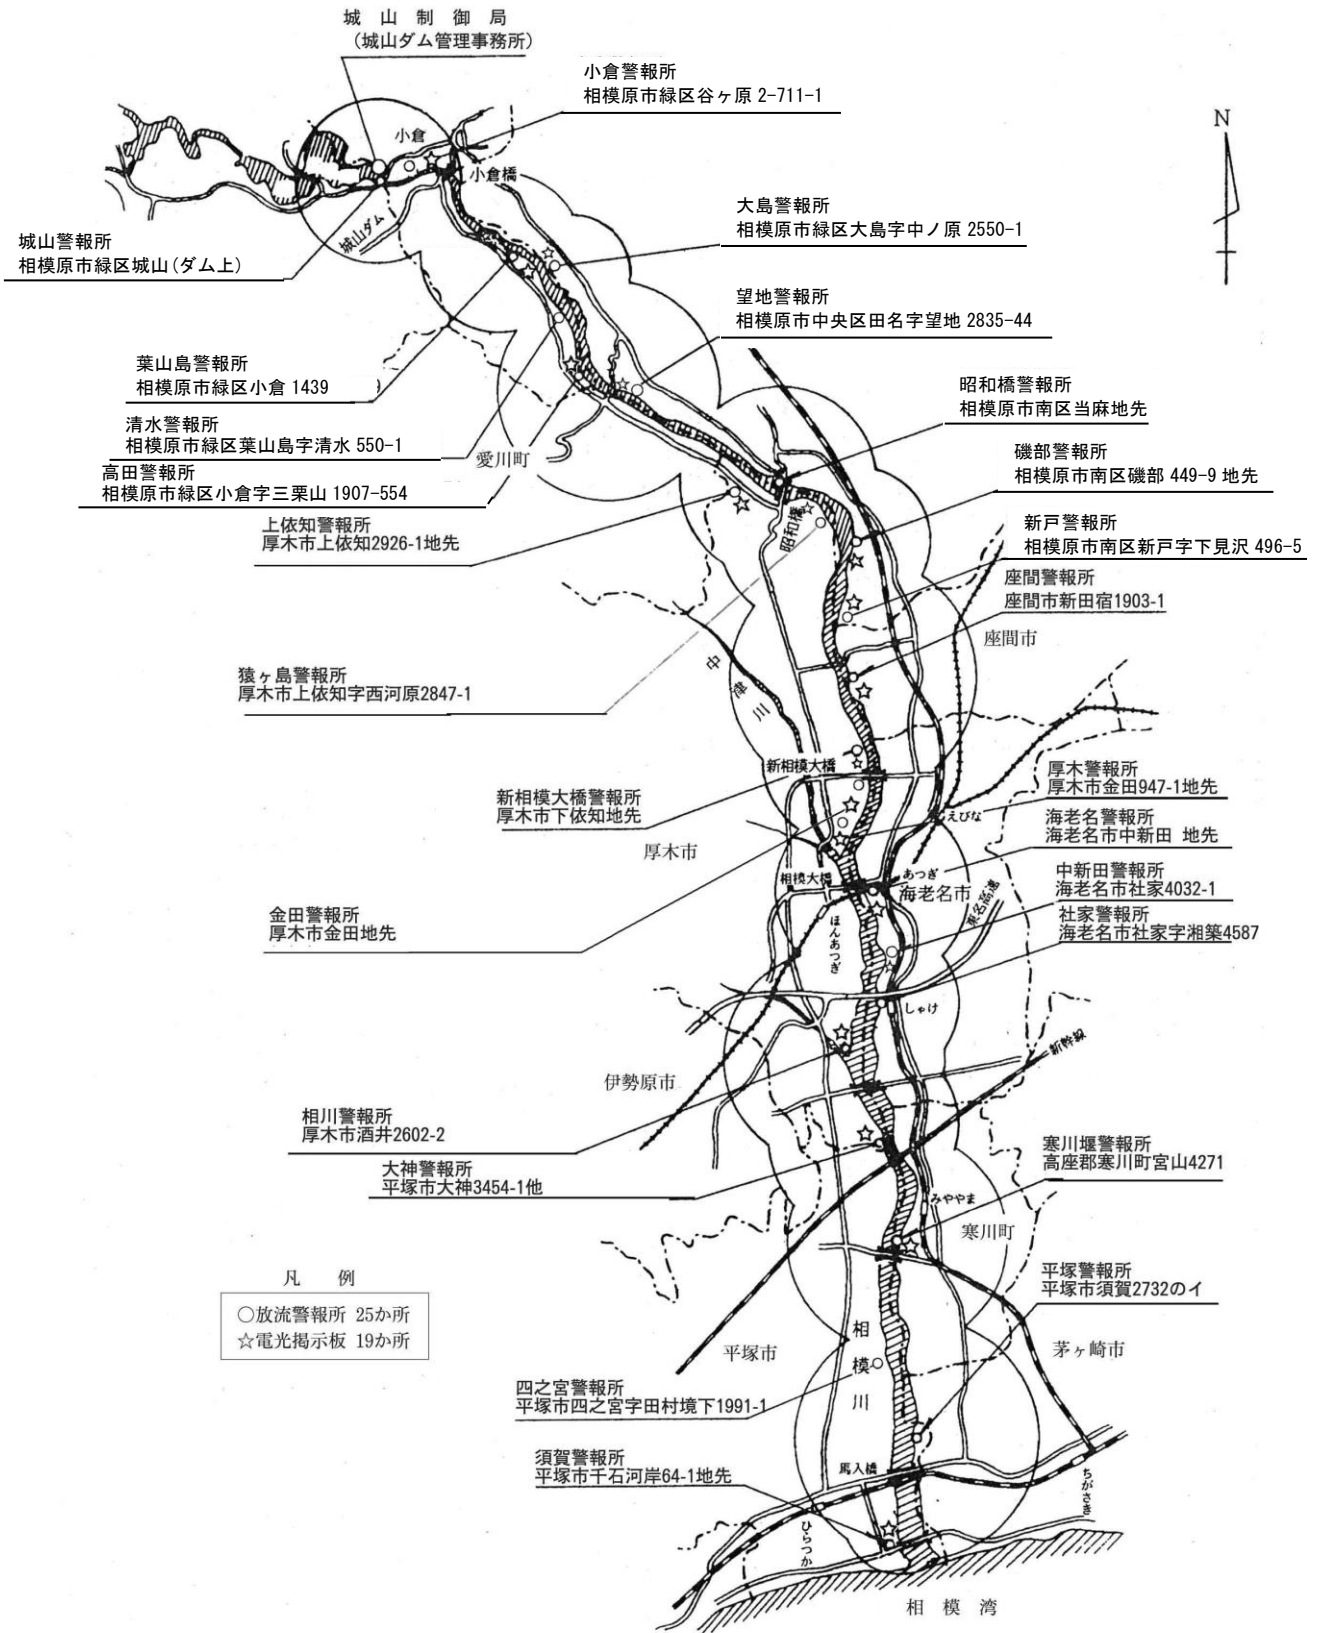 城山制御局
(城山ダム管理事務所)
小倉警報所
相模原市緑区谷ヶ原 2-711-1
N
小倉
小倉橋
城山ダム
大島警報所
相模原市緑区大島字中ノ原 2550-1
城山警報所
相模原市緑区城山(ダム上)
望地警報所
相模原市中央区田名字望地 2835-44
葉山島警報所
相模原市緑区小倉 1439
昭和橋警報所
相模原市南区当麻地先
清水警報所
相模原市緑区葉山島字清水 550-1
愛川町
磯部警報所
相模原市南区磯部 449-9 地先
高田警報所
相模原市緑区小倉字三栗山 1907-554
上依知警報所
厚木市上依知2926-1地先
昭和橋
新戸警報所
相模原市南区新戸字下見沢 496-5
座間警報所
座間市新田宿1903-1
座間市
中津川
猿ヶ島警報所
厚木市上依知字西河原2847-1
新相模大橋
新相模大橋警報所
厚木市下依知地先
厚木警報所
厚木市金田947-1地先
えびな
海老名警報所
海老名市中新田 地先
厚木市
相模大橋
あつぎ
海老名市
中新田警報所
海老名市社家4032-1
東名高速
ほんあつぎ
金田警報所
厚木市金田地先
社家警報所
海老名市社家字湘築4587
しゃけ
新幹線
伊勢原市
相川警報所
厚木市酒井2602-2
大神警報所
平塚市大神3454-1他
寒川堰警報所
高座郡寒川町宮山4271
みややま
寒川町
凡 例
○放流警報所 25か所
☆電光掲示板 19か所
平塚警報所
平塚市須賀2732のイ
平塚市
相模川
茅ヶ崎市
四之宮警報所
平塚市四之宮字田村境下1991-1
須賀警報所
平塚市千石河岸64-1地先
馬入橋
ちがさき
ひらつか
相模湾